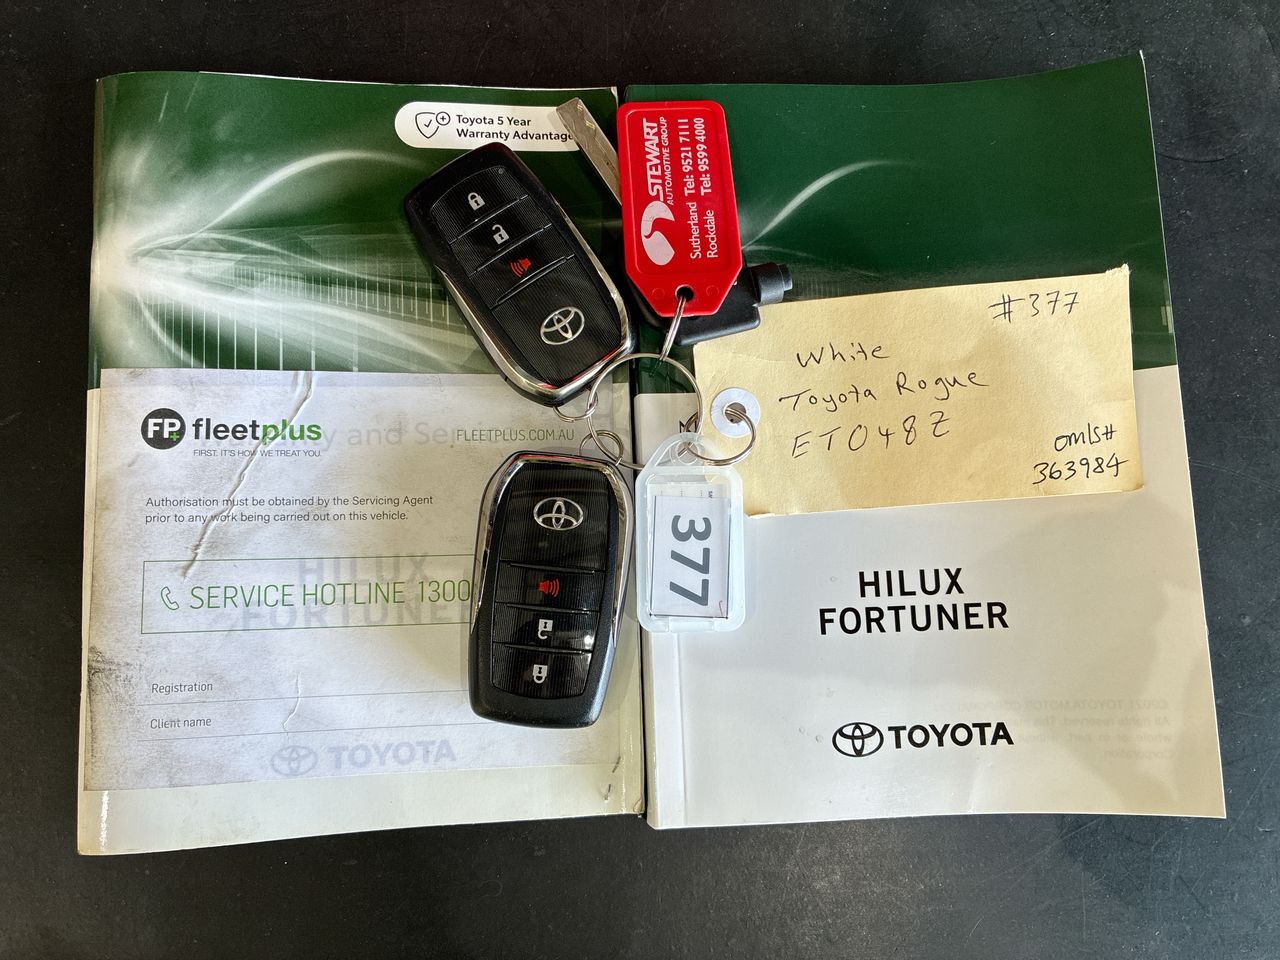 Toyota 5 Year
Warranty Advantage
STEWART
AUTOMOTIVE GROUP
Sutherland Tel: 9521 7111
Rockdale Tel: 9599 4000
FP fleetplus
FIRST. IT'S HOW WE TREAT YOU.
FLEETPLUS.COM.AU
Authorisation must be obtained by the Servicing Agent
prior to any work being carried out on this vehicle.
SERVICE HOTLINE 1300
HILUX
FORTUNER
Registration
Client name
TOYOTA
377
#377
White
Toyota Rogue
ET048Z
omls#
363984
HILUX
FORTUNER
TOYOTA